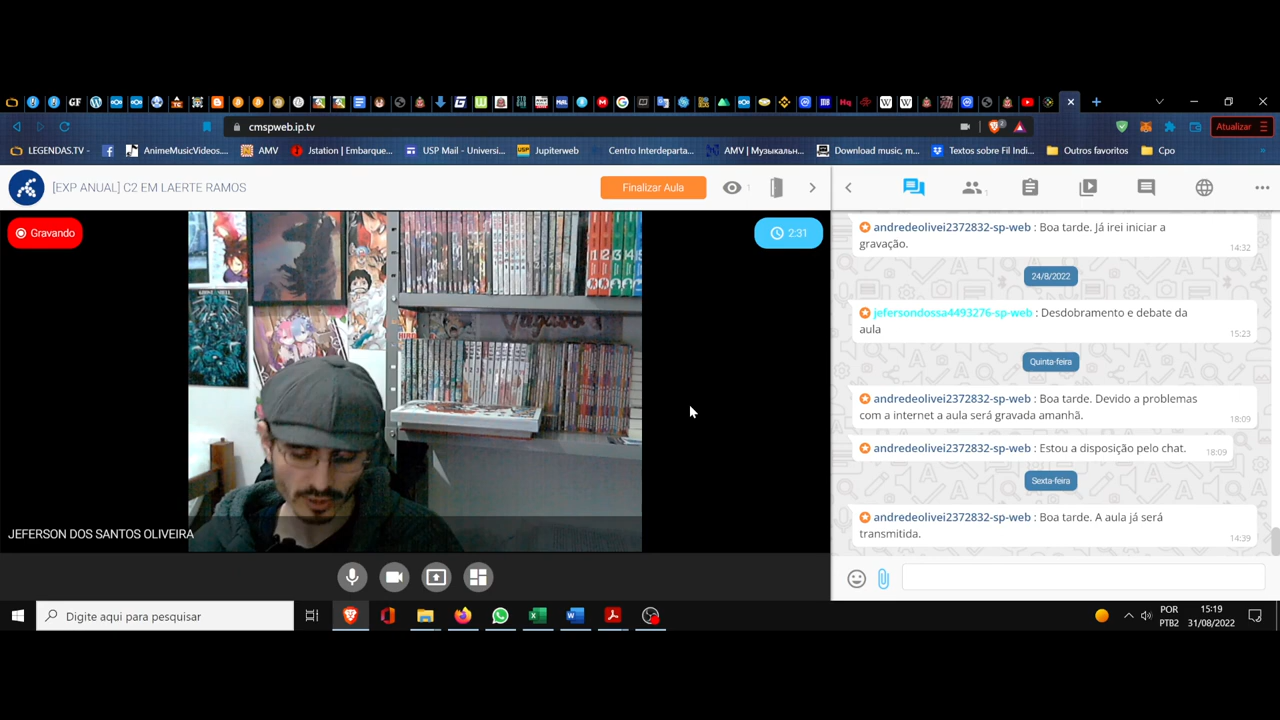 cmspweb.ip.tv
Atualizar
LEGENDAS.TV -
AnimeMusicVideos...
AMV
Jstation | Embarque...
USP Mail - Universi...
Jupiterweb
Centro Interdeparta...
AMV | Музыкальн...
Download music, m...
Textos sobre Fil Indi...
Outros favoritos
Cpo
[EXP ANUAL] C2 EM LAERTE RAMOS
Finalizar Aula
1
1
Gravando
2:31
JEFERSON DOS SANTOS OLIVEIRA
andredeolivei2372832-sp-web : Boa tarde. Já irei iniciar a
gravação.
14:32
24/8/2022
jefersondossa4493276-sp-web : Desdobramento e debate da
aula
15:23
Quinta-feira
andredeolivei2372832-sp-web : Boa tarde. Devido a problemas
com a internet a aula será gravada amanhã.
18:09
andredeolivei2372832-sp-web : Estou a disposição pelo chat.
18:09
Sexta-feira
andredeolivei2372832-sp-web : Boa tarde. A aula já será
transmitida.
14:39
Digite aqui para pesquisar
POR
PTB2
15:19
31/08/2022